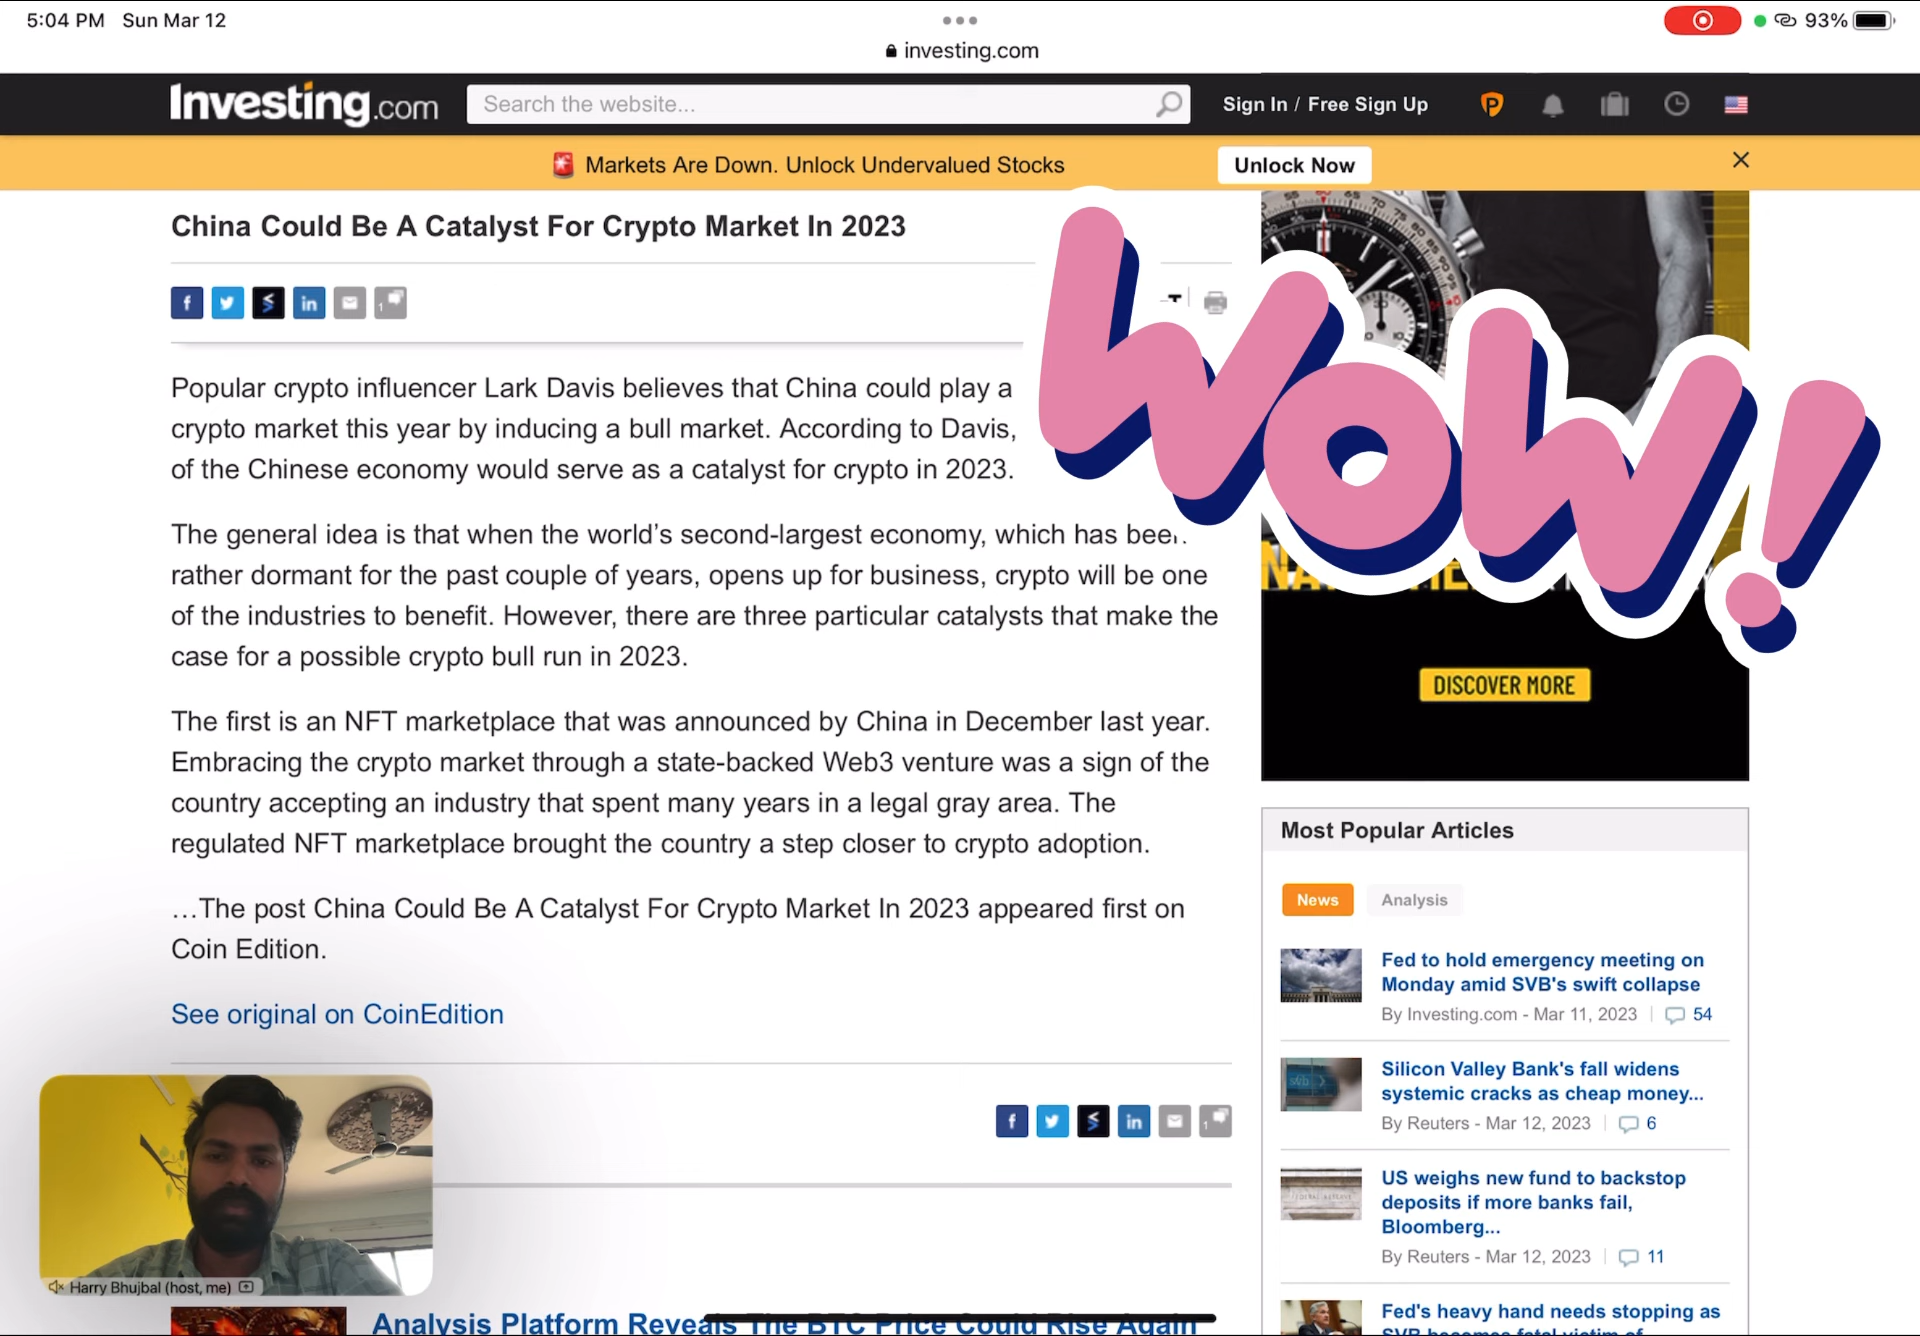 5:04 PM Sun Mar 12
93%
investing.com
Investing.com
Search the website...
Sign In / Free Sign Up
Markets Are Down. Unlock Undervalued Stocks
Unlock Now
China Could Be A Catalyst For Crypto Market In 2023
WOW!
Popular crypto influencer Lark Davis believes that China could play a
crypto market this year by inducing a bull market. According to Davis,
of the Chinese economy would serve as a catalyst for crypto in 2023.
The general idea is that when the world’s second-largest economy, which has been
rather dormant for the past couple of years, opens up for business, crypto will be one
of the industries to benefit. However, there are three particular catalysts that make the
case for a possible crypto bull run in 2023.
The first is an NFT marketplace that was announced by China in December last year.
Embracing the crypto market through a state-backed Web3 venture was a sign of the
country accepting an industry that spent many years in a legal gray area. The
regulated NFT marketplace brought the country a step closer to crypto adoption.
…The post China Could Be A Catalyst For Crypto Market In 2023 appeared first on
Coin Edition.
See original on CoinEdition
DISCOVER MORE
Most Popular Articles
News
Analysis
Fed to hold emergency meeting on
Monday amid SVB's swift collapse
By Investing.com - Mar 11, 2023 54
Silicon Valley Bank's fall widens
systemic cracks as cheap money...
By Reuters - Mar 12, 2023 6
US weighs new fund to backstop
deposits if more banks fail,
Bloomberg...
By Reuters - Mar 12, 2023 11
Fed's heavy hand needs stopping as
SVB becomes fatal victim of
Harry Bhujbal (host, me)
Analysis Platform Reveals The BTC Price Could Rise Again